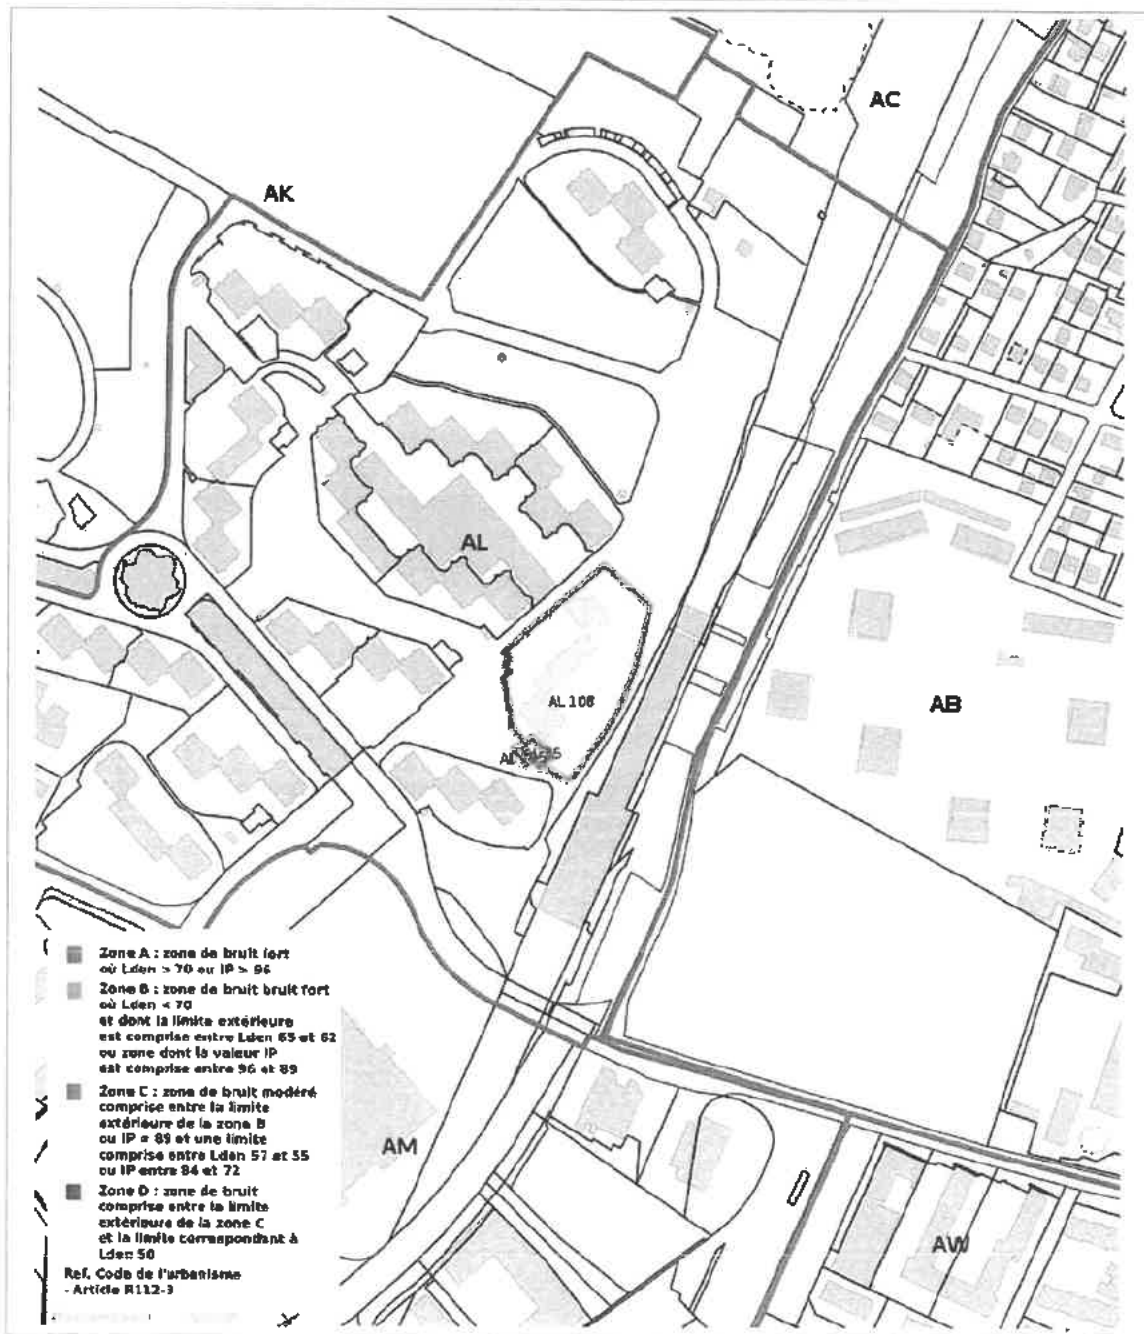 AC
AK
AL
AL 108
AB
Zone A : zone de bruit fort
où Lden > 70 ou IP > 96
Zone B : zone de bruit bruit fort
où Lden < 70
et dont la limite extérieure
est comprise entre Lden 65 et 62
ou zone dont la valeur IP
est comprise entre 96 et 89
Zone C : zone de bruit modéré
comprise entre la limite
extérieure de la zone B
ou IP = 89 et une limite
comprise entre Lden 57 et 55
ou IP entre 84 et 72
Zone D : zone de bruit
comprise entre la limite
extérieure de la zone C
et la limite correspondant à
Lden 50
Ref. Code de l'urbanisme
- Article R112-3
AM
AW